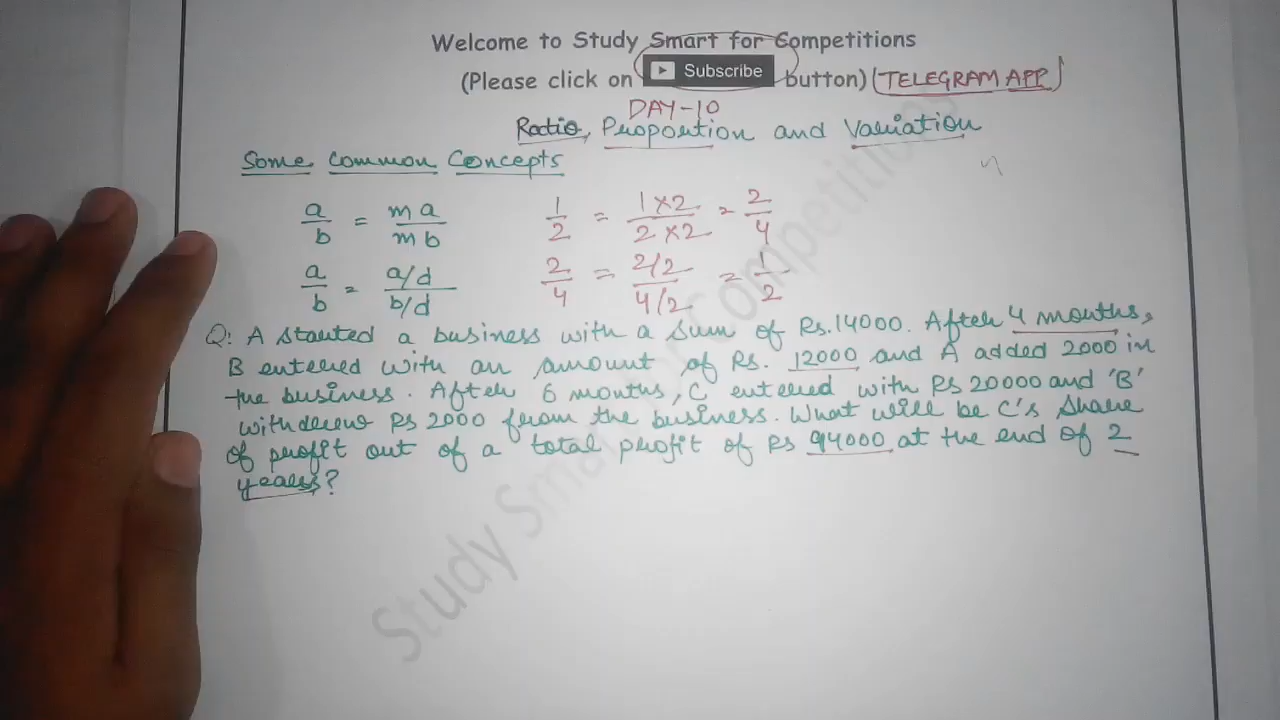 Welcome to Study Smart for Competitions
(Please click on Subscribe button) (TELEGRAM APP)
DAY-10
Ratio, Proportion and Variation
Some Common Concepts
a/b = ma/mb 1/2 = 1×2/2×2 = 2/4
a/b = a/d/b/d 2/4 = 2/2/4/2 = 1/2
Q: A started a business with a sum of Rs.14000. After 4 months,
B entered with an amount of Rs. 12000 and A added 2000 in
the business. After 6 months, C entered with Rs 20000 and 'B'
withdrew Rs 2000 from the business. What will be C's share
of profit out of a total profit of Rs 94000 at the end of 2
years?
Study Smart for Competitions